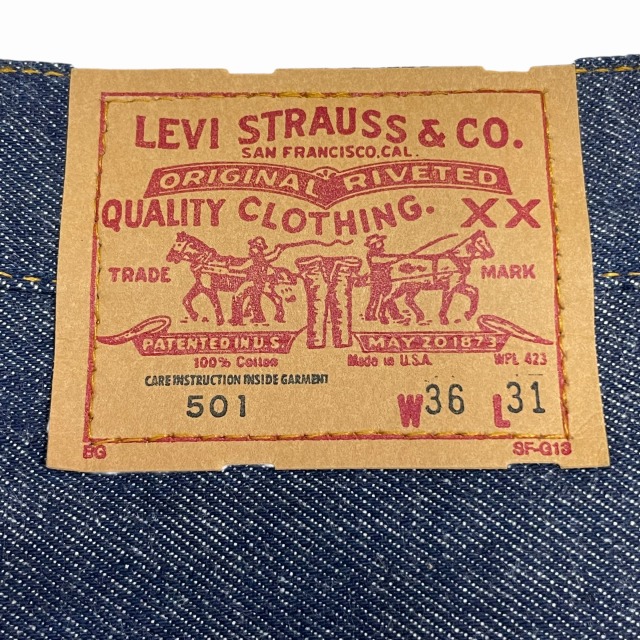 LEVI STRAUSS & CO.
SAN FRANCISCO, CAL.
ORIGINAL RIVETED
QUALITY CLOTHING. XX
TRADE MARK
PATENTED IN U.S. MAY 20 1873
100% Cotton Made in U.S.A. WPL 423
CARE INSTRUCTION INSIDE GARMENT
501 W36 L31
BG SF-G13